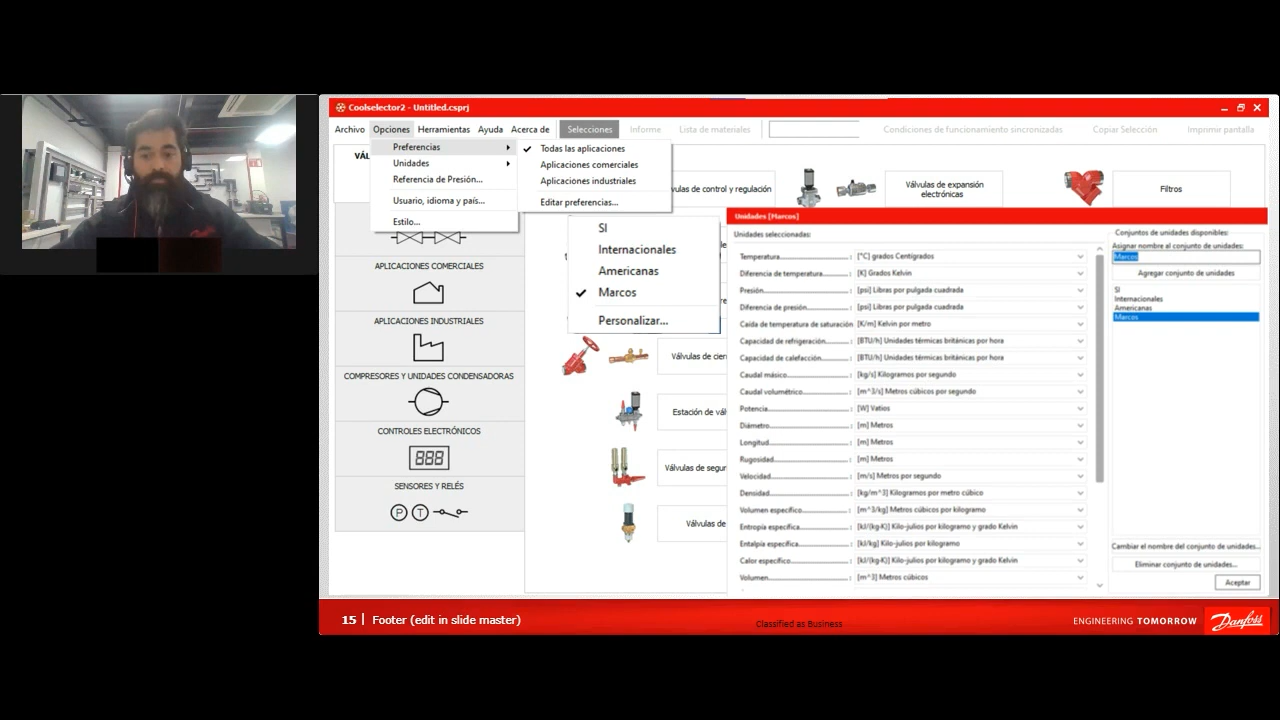 Coolselector2 - Untitled.csprj
Archivo Opciones Herramientas Ayuda Acerca de Selecciones Informe Lista de materiales Condiciones de funcionamiento sincronizadas Copiar Selección Imprimir pantalla
Preferencias
Unidades
Referencia de Presión...
Usuario, idioma y país...
Estilo...
Todas las aplicaciones
Aplicaciones comerciales
Aplicaciones industriales
Editar preferencias...
VÁL
vulas de control y regulación
Válvulas de expansión
electrónicas
Filtros
APLICACIONES COMERCIALES
APLICACIONES INDUSTRIALES
COMPRESORES Y UNIDADES CONDENSADORAS
CONTROLES ELECTRÓNICOS
888
SENSORES Y RELÉS
P T
SI
Internacionales
Americanas
Marcos
Personalizar...
Válvulas de cier
Estación de vál
Válvulas de segur
Válvulas de
Unidades [Marcos]
Unidades seleccionadas:
Temperatura: [°C] grados Centígrados
Diferencia de temperatura: [K] Grados Kelvin
Presión: [psi] Libras por pulgada cuadrada
Diferencia de presión: [psi] Libras por pulgada cuadrada
Caída de temperatura de saturación [K/m] Kelvin por metro
Capacidad de refrigeración: [BTU/h] Unidades térmicas británicas por hora
Capacidad de calefacción: [BTU/h] Unidades térmicas británicas por hora
Caudal másico: [kg/s] Kilogramos por segundo
Caudal volumétrico: [m^3/s] Metros cúbicos por segundo
Potencia: [W] Vatios
Diámetro: [m] Metros
Longitud: [m] Metros
Rugosidad: [m] Metros
Velocidad: [m/s] Metros por segundo
Densidad: [kg/m^3] Kilogramos por metro cúbico
Volumen específico: [m^3/kg] Metros cúbicos por kilogramo
Entropía específica: [kJ/(kg·K)] Kilo-julios por kilogramo y grado Kelvin
Entalpía específica: [kJ/kg] Kilo-julios por kilogramo
Calor específico: [kJ/(kg·K)] Kilo-julios por kilogramo y grado Kelvin
Volumen: [m^3] Metros cúbicos
Conjuntos de unidades disponibles:
Asignar nombre al conjunto de unidades:
Marcos
Agregar conjunto de unidades
SI
Internacionales
Americanas
Marcos
Cambiar el nombre del conjunto de unidades...
Eliminar conjunto de unidades...
Aceptar
15 | Footer (edit in slide master)
Classified as Business
ENGINEERING TOMORROW
Danfoss